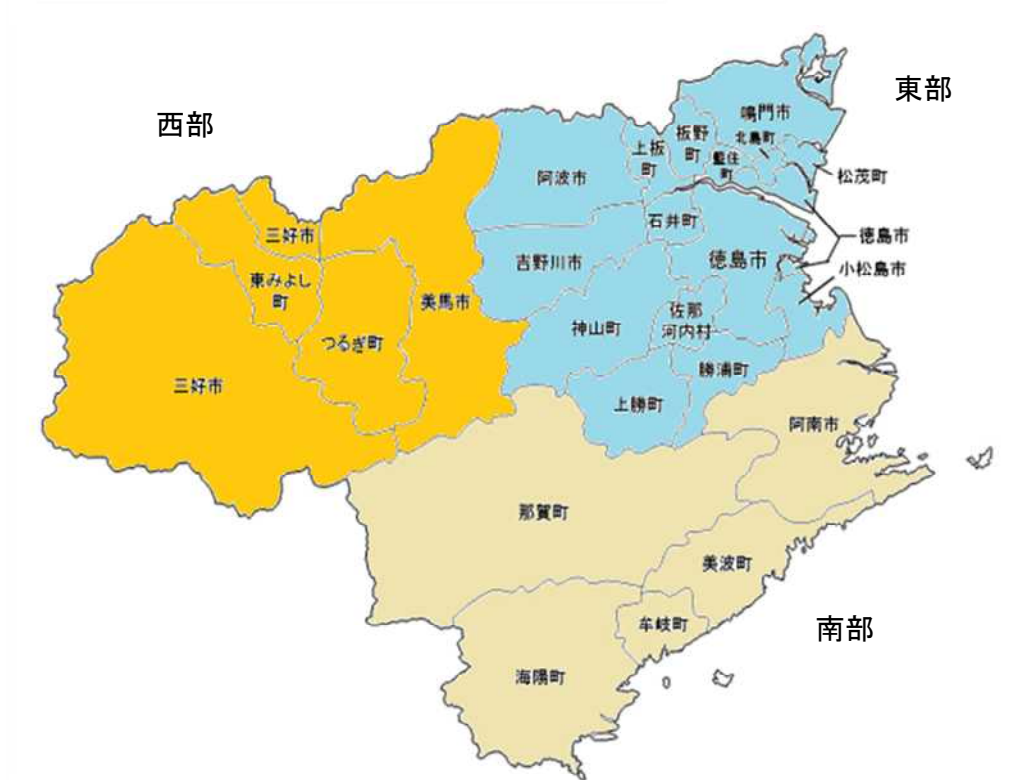 東部
西部
鳴門市
北島町
板野
町
上板
町
藍住
町
松茂町
阿波市
石井町
徳島市
三好市
吉野川市
徳島市
小松島市
東みよし
町
美馬市
佐那
河内村
神山町
つるぎ町
勝浦町
三好市
上勝町
阿南市
那賀町
美波町
牟岐町
南部
海陽町